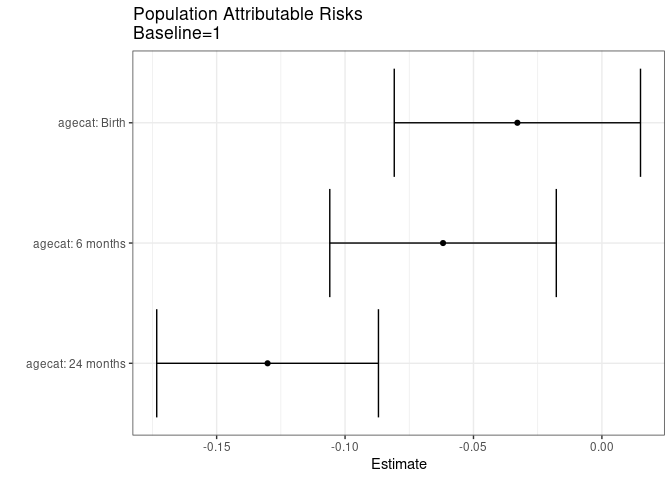 Population Attributable Risks
Baseline=1
agecat: Birth
agecat: 6 months
agecat: 24 months
-0.15
-0.10
-0.05
0.00
Estimate